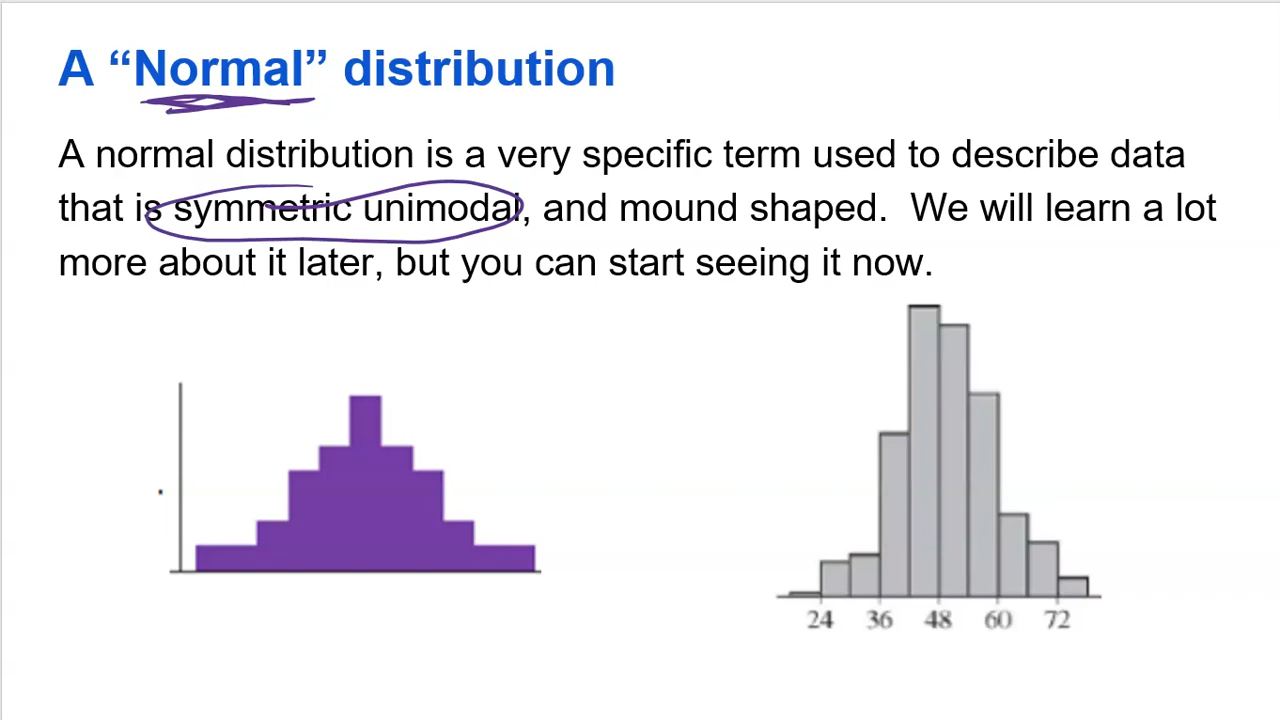 A “Normal” distribution
A normal distribution is a very specific term used to describe data
that is symmetric unimodal, and mound shaped.  We will learn a lot
more about it later, but you can start seeing it now.
24 36 48 60 72